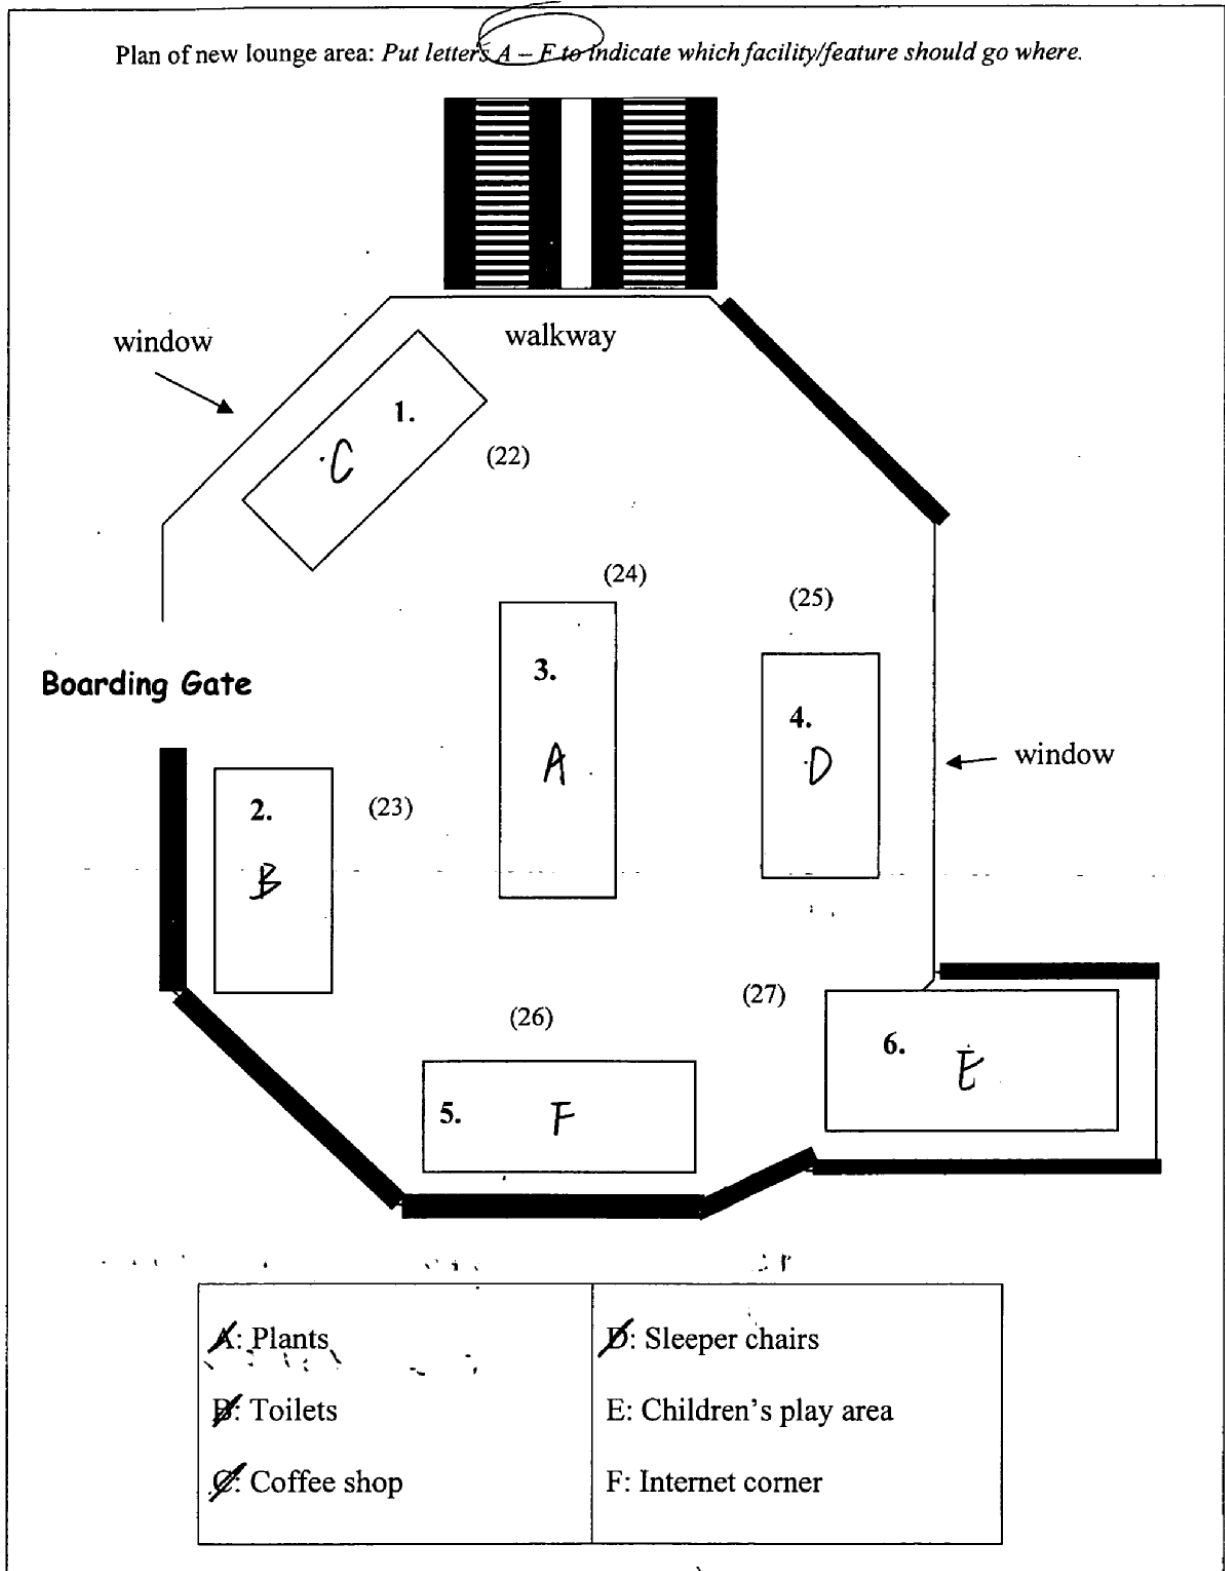 Plan of new lounge area: Put letters A – F to indicate which facility/feature should go where.
window
walkway
1.
C
(22)
(24)
(25)
3.
Boarding Gate
4.
A
D
window
2.
(23)
B
(27)
(26)
6.
E
5.
F
A: Plants
D: Sleeper chairs
B: Toilets
E: Children's play area
C: Coffee shop
F: Internet corner